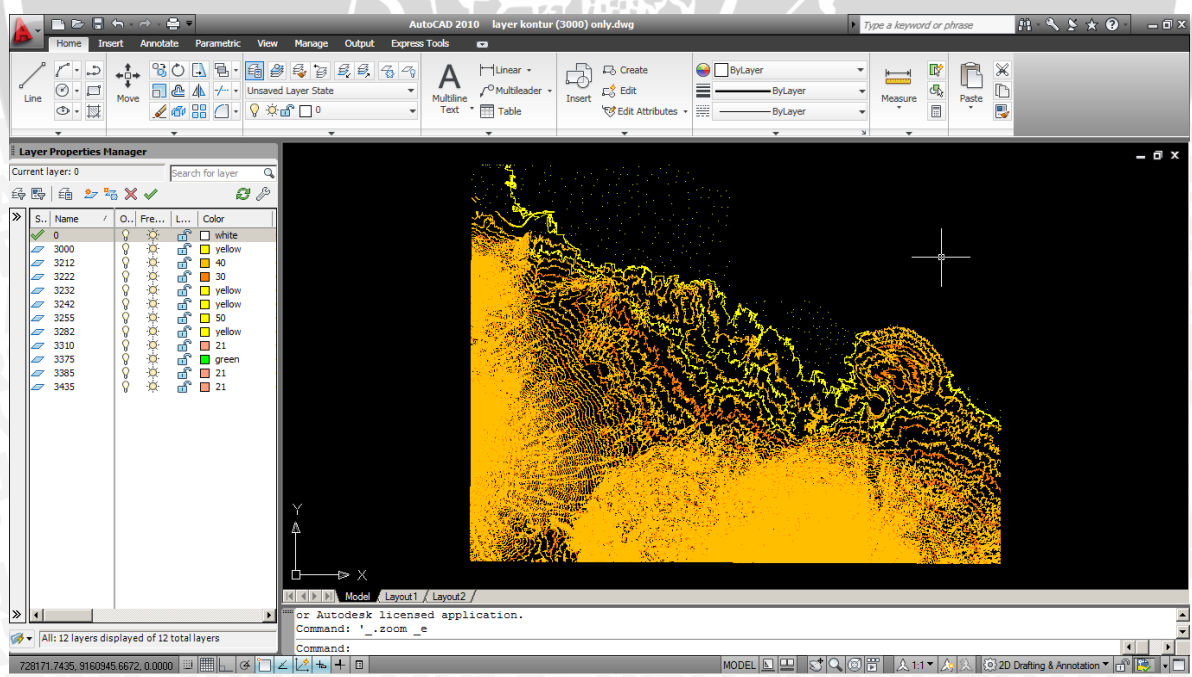 AutoCAD 2010 layer kontur (3000) only.dwg
Type a keyword or phrase
Home Insert Annotate Parametric View Manage Output Express Tools
Line
Move
Unsaved Layer State
0
Multiline Text
Linear
Multileader
Table
Insert
Create
Edit
Edit Attributes
ByLayer
ByLayer
ByLayer
Measure
Paste
Layer Properties Manager
Current layer: 0
Search for layer
S.. Name O.. Fre... L... Color
0 white
3000 yellow
3212 40
3222 30
3232 yellow
3242 yellow
3255 50
3282 yellow
3310 21
3375 green
3385 21
3435 21
Y
X
Model Layout1 Layout2
or Autodesk licensed application.
Command: '_.zoom _e
Command:
All: 12 layers displayed of 12 total layers
728171.7435, 9160945.6672, 0.0000
MODEL
1:1
2D Drafting & Annotation